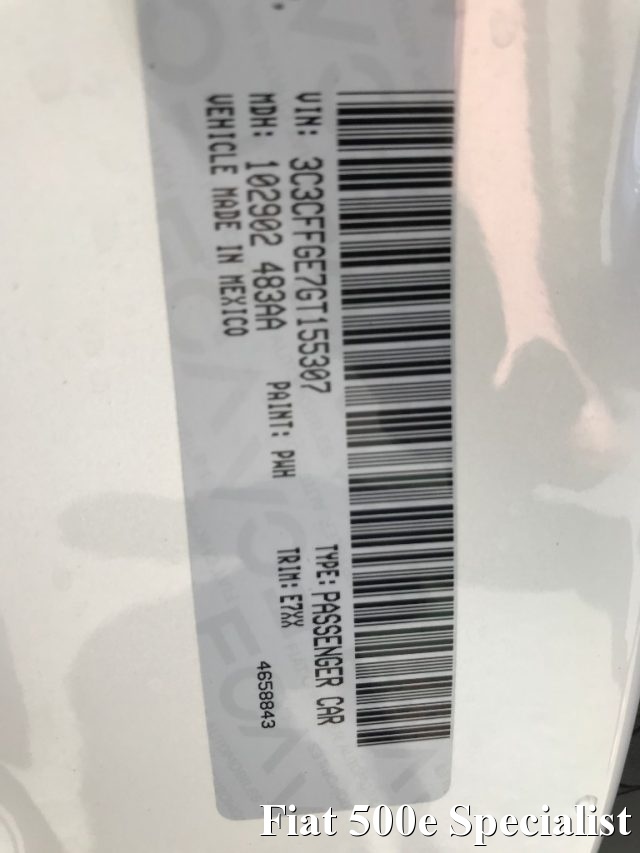 VIN: 3C3CFFGE7GT155307
TYPE: PASSENGER CAR
MDH: 102902 483AA
PAINT: PWH
TRIM: E7XX
VEHICLE MADE IN MEXICO
4658843
Fiat 500e Specialist